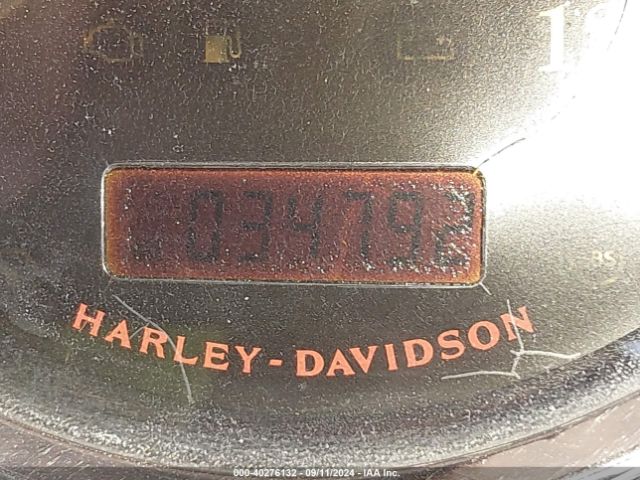 034792
HARLEY-DAVIDSON
000-40276132 - 09/11/2024 - IAA Inc.